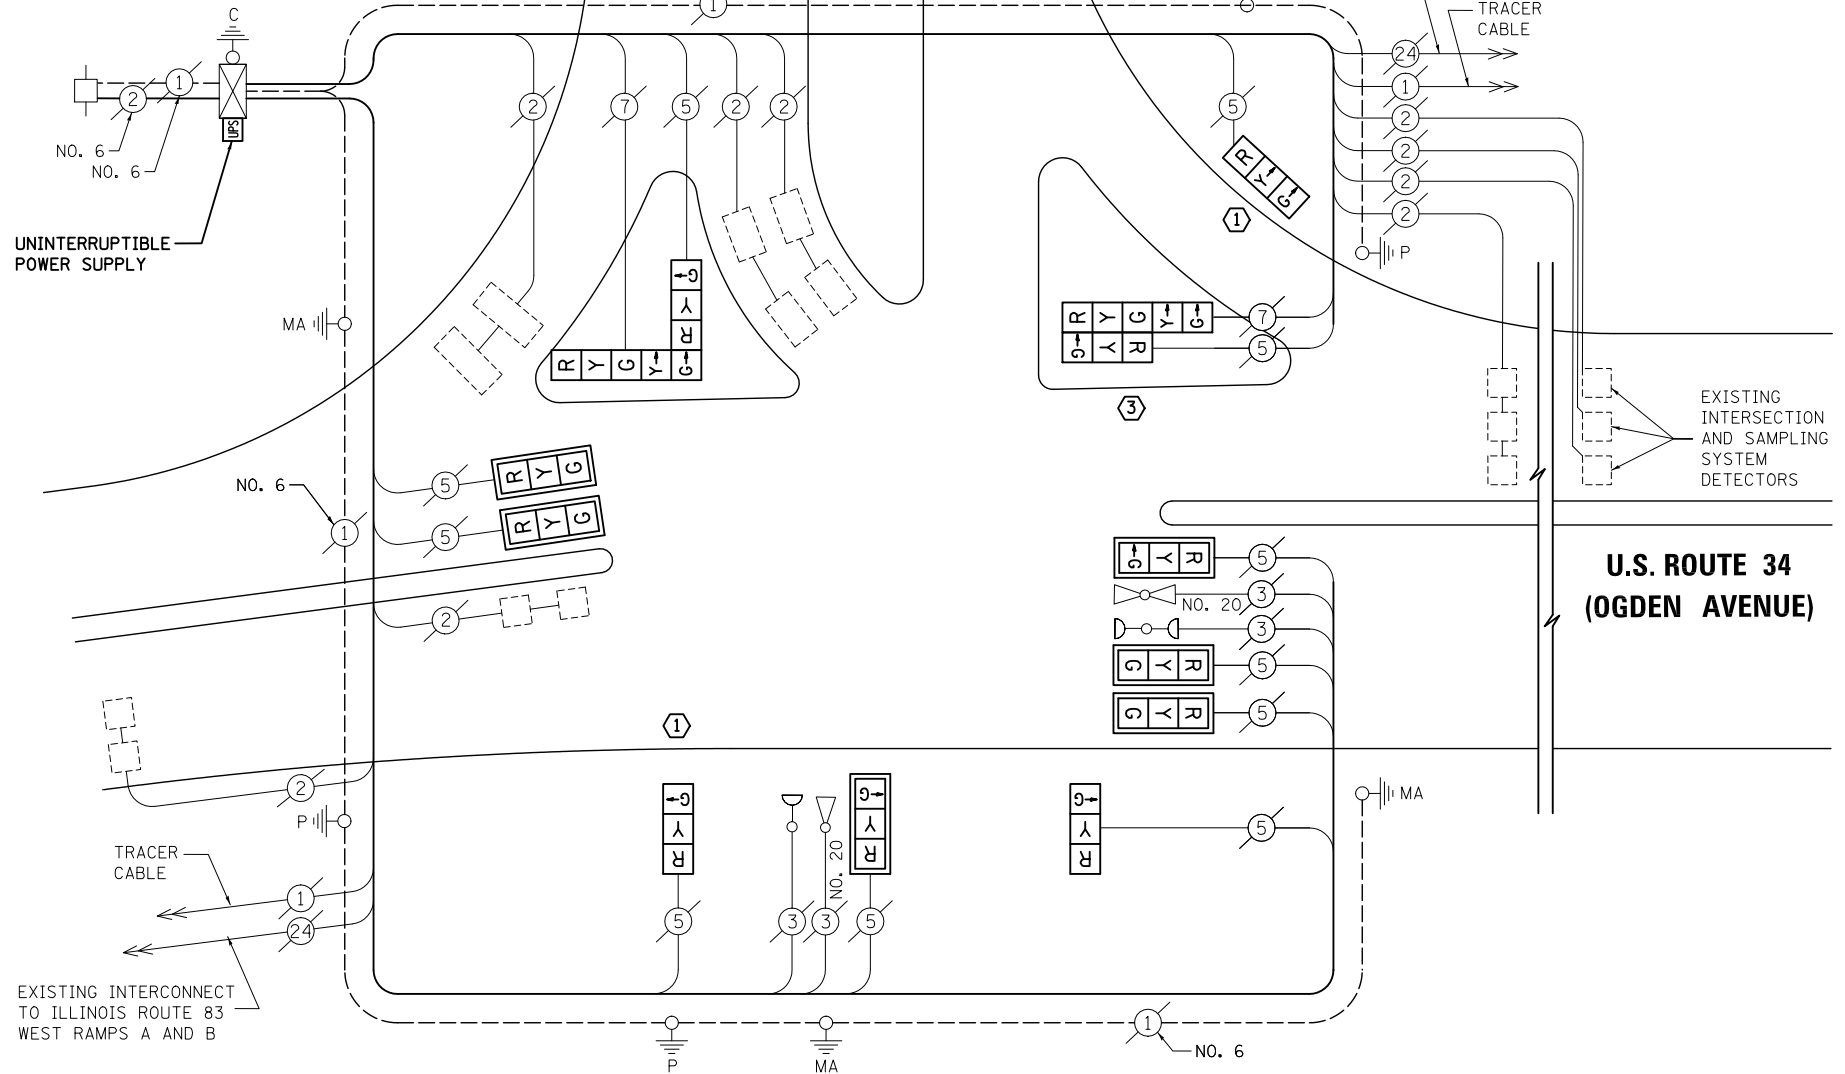 C
1
TRACER
CABLE
24
1
2
1
2
7
5
2
2
5
2
2
2
2
UPS
NO. 6
NO. 6
R
Y
G
1
UNINTERRUPTIBLE
POWER SUPPLY
P
MA
G
Y
R
R Y G Y G
R Y G Y G
G Y R
7
5
3
EXISTING
INTERSECTION
AND SAMPLING
SYSTEM
DETECTORS
NO. 6
1
5
R Y G
5
R Y G
2
G Y R
5
NO. 20
3
3
G Y R
5
G Y R
5
U.S. ROUTE 34
(OGDEN AVENUE)
1
2
P
MA
G
Y
R
G
Y
R
G
Y
R
5
NO. 20
TRACER
CABLE
1
24
5
3
3
5
EXISTING INTERCONNECT
TO ILLINOIS ROUTE 83
WEST RAMPS A AND B
P
MA
1
NO. 6